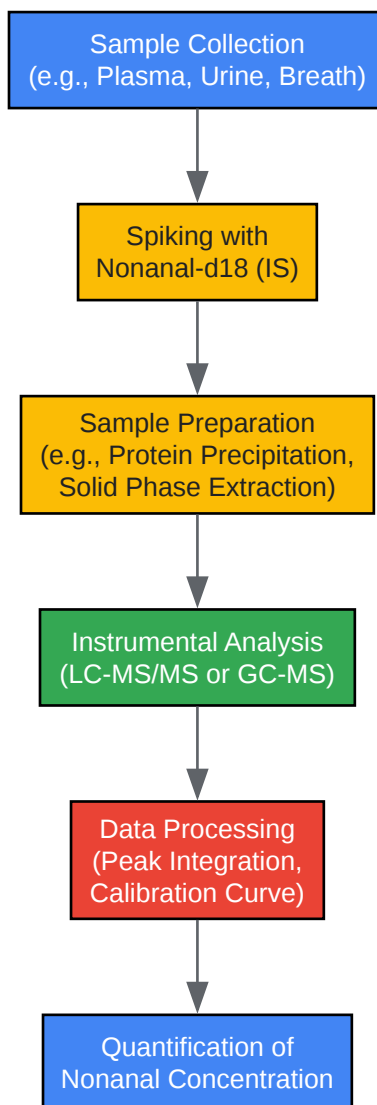 Sample Collection
(e.g., Plasma, Urine, Breath)
Spiking with
Nonanal-d18 (IS)
Sample Preparation
(e.g., Protein Precipitation,
Solid Phase Extraction)
Instrumental Analysis
(LC-MS/MS or GC-MS)
Data Processing
(Peak Integration,
Calibration Curve)
Quantification of
Nonanal Concentration